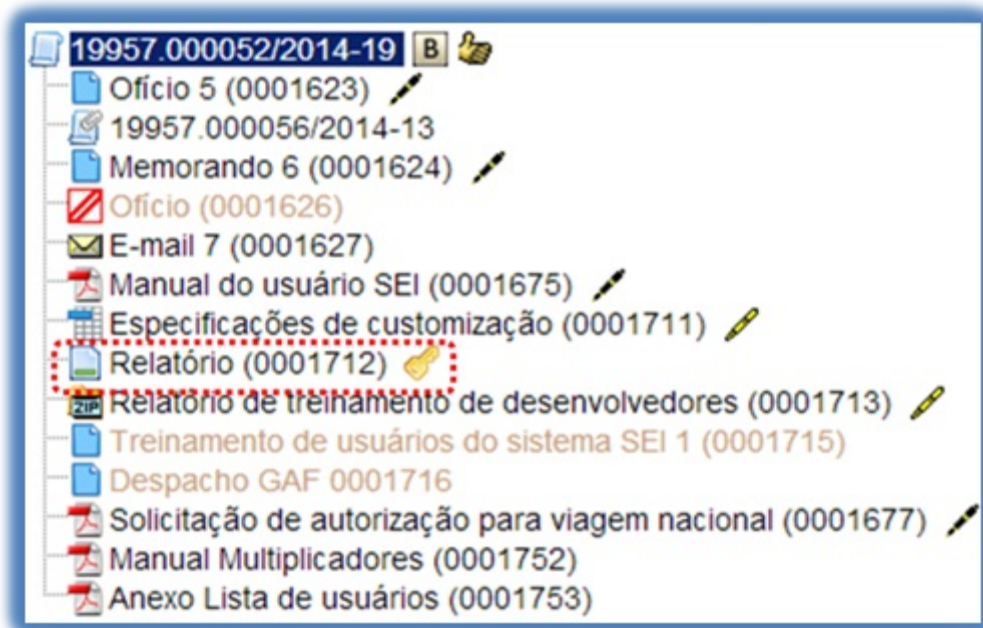 19957.000052/2014-19 B
Ofício 5 (0001623)
19957.000056/2014-13
Memorando 6 (0001624)
Ofício (0001626)
E-mail 7 (0001627)
Manual do usuário SEI (0001675)
Especificações de customização (0001711)
Relatório (0001712)
ZIP Relatório de treinamento de desenvolvedores (0001713)
Treinamento de usuários do sistema SEI 1 (0001715)
Despacho GAF 0001716
Solicitação de autorização para viagem nacional (0001677)
Manual Multiplicadores (0001752)
Anexo Lista de usuários (0001753)